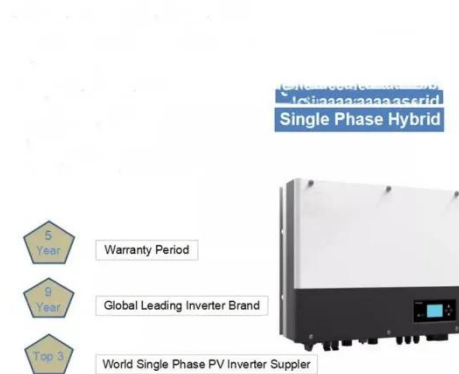 Single Phase Hybrid
5
Year
Warranty Period
9
Year
Global Leading Inverter Brand
Top 3
World Single Phase PV Inverter Suppler